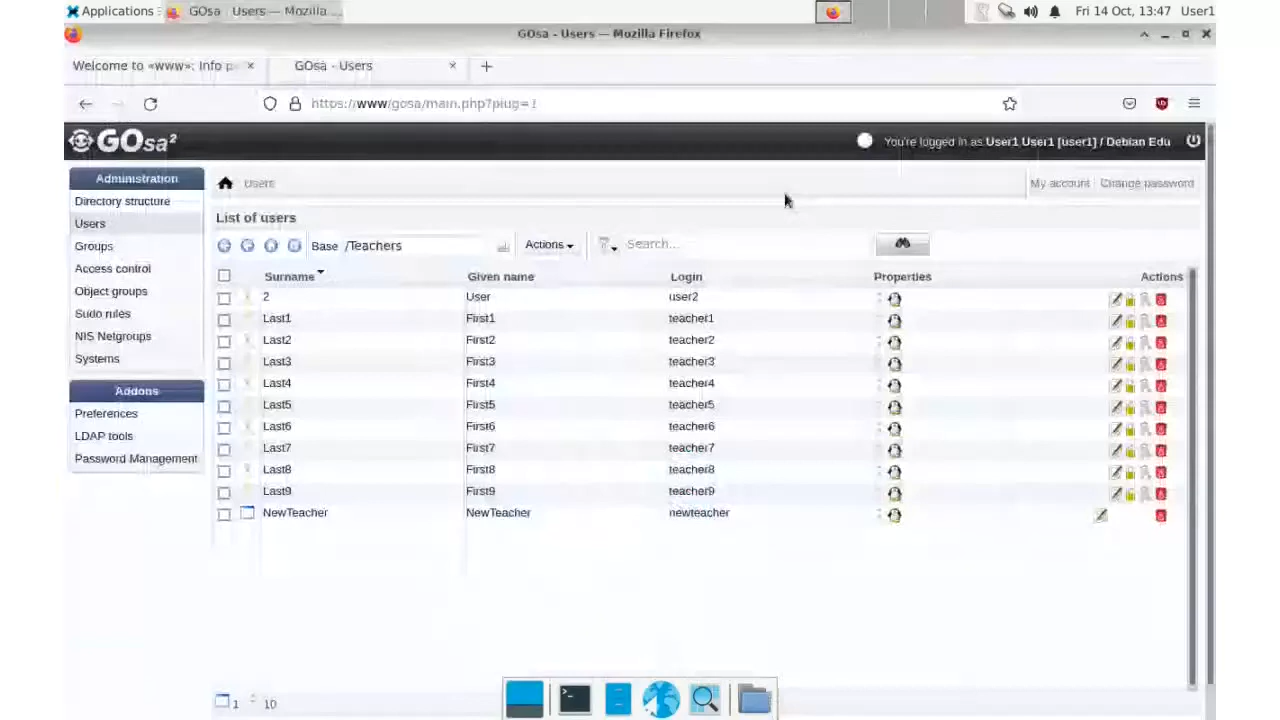 Applications
GOsa - Users — Mozilla ...
Fri 14 Oct, 13:47 User1
GOsa - Users — Mozilla Firefox
Welcome to «www»: Info p
GOsa - Users
https://www/gosa/main.php?plug=1
GOsa²
You're logged in as User1 User1 [user1] / Debian Edu
Administration
Directory structure
Users
Groups
Access control
Object groups
Sudo rules
NIS Netgroups
Systems
Addons
Preferences
LDAP tools
Password Management
Users
My account Change password
List of users
Base /Teachers Actions Search...
Surname Given name Login Properties Actions
2 User user2
Last1 First1 teacher1
Last2 First2 teacher2
Last3 First3 teacher3
Last4 First4 teacher4
Last5 First5 teacher5
Last6 First6 teacher6
Last7 First7 teacher7
Last8 First8 teacher8
Last9 First9 teacher9
NewTeacher NewTeacher newteacher
1 10